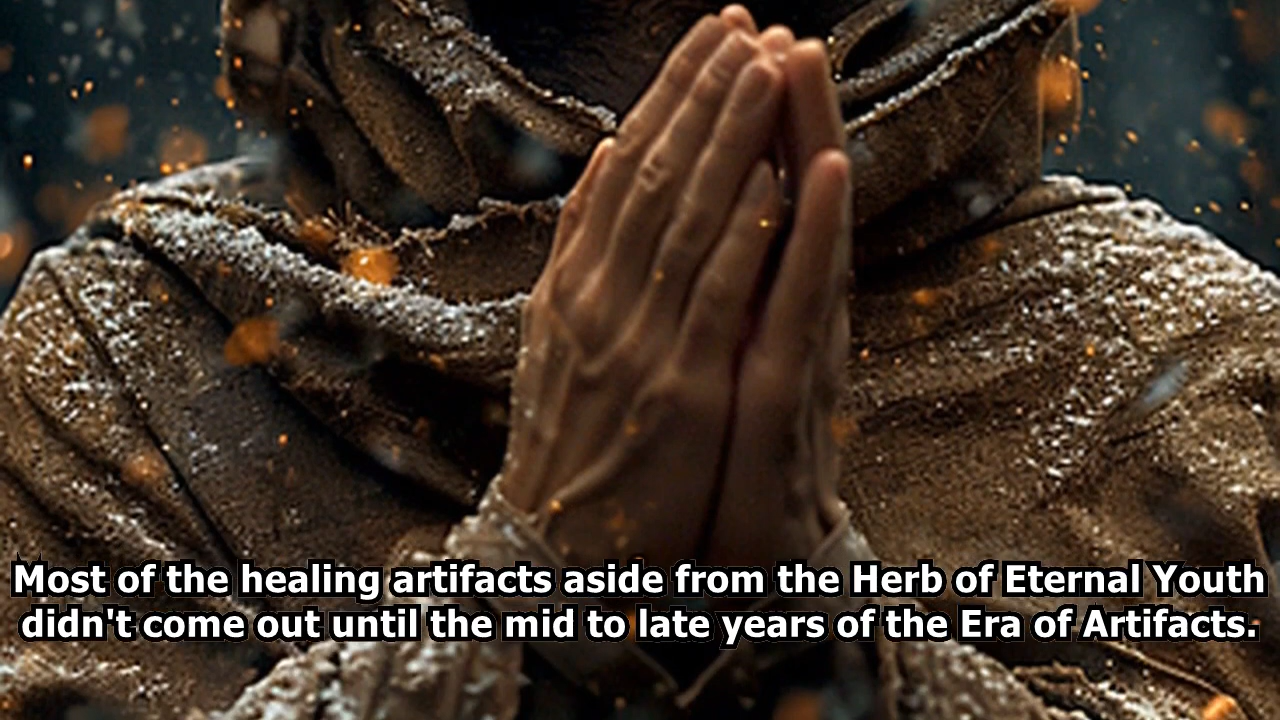 Most of the healing artifacts aside from the Herb of Eternal Youth
didn't come out until the mid to late years of the Era of Artifacts.